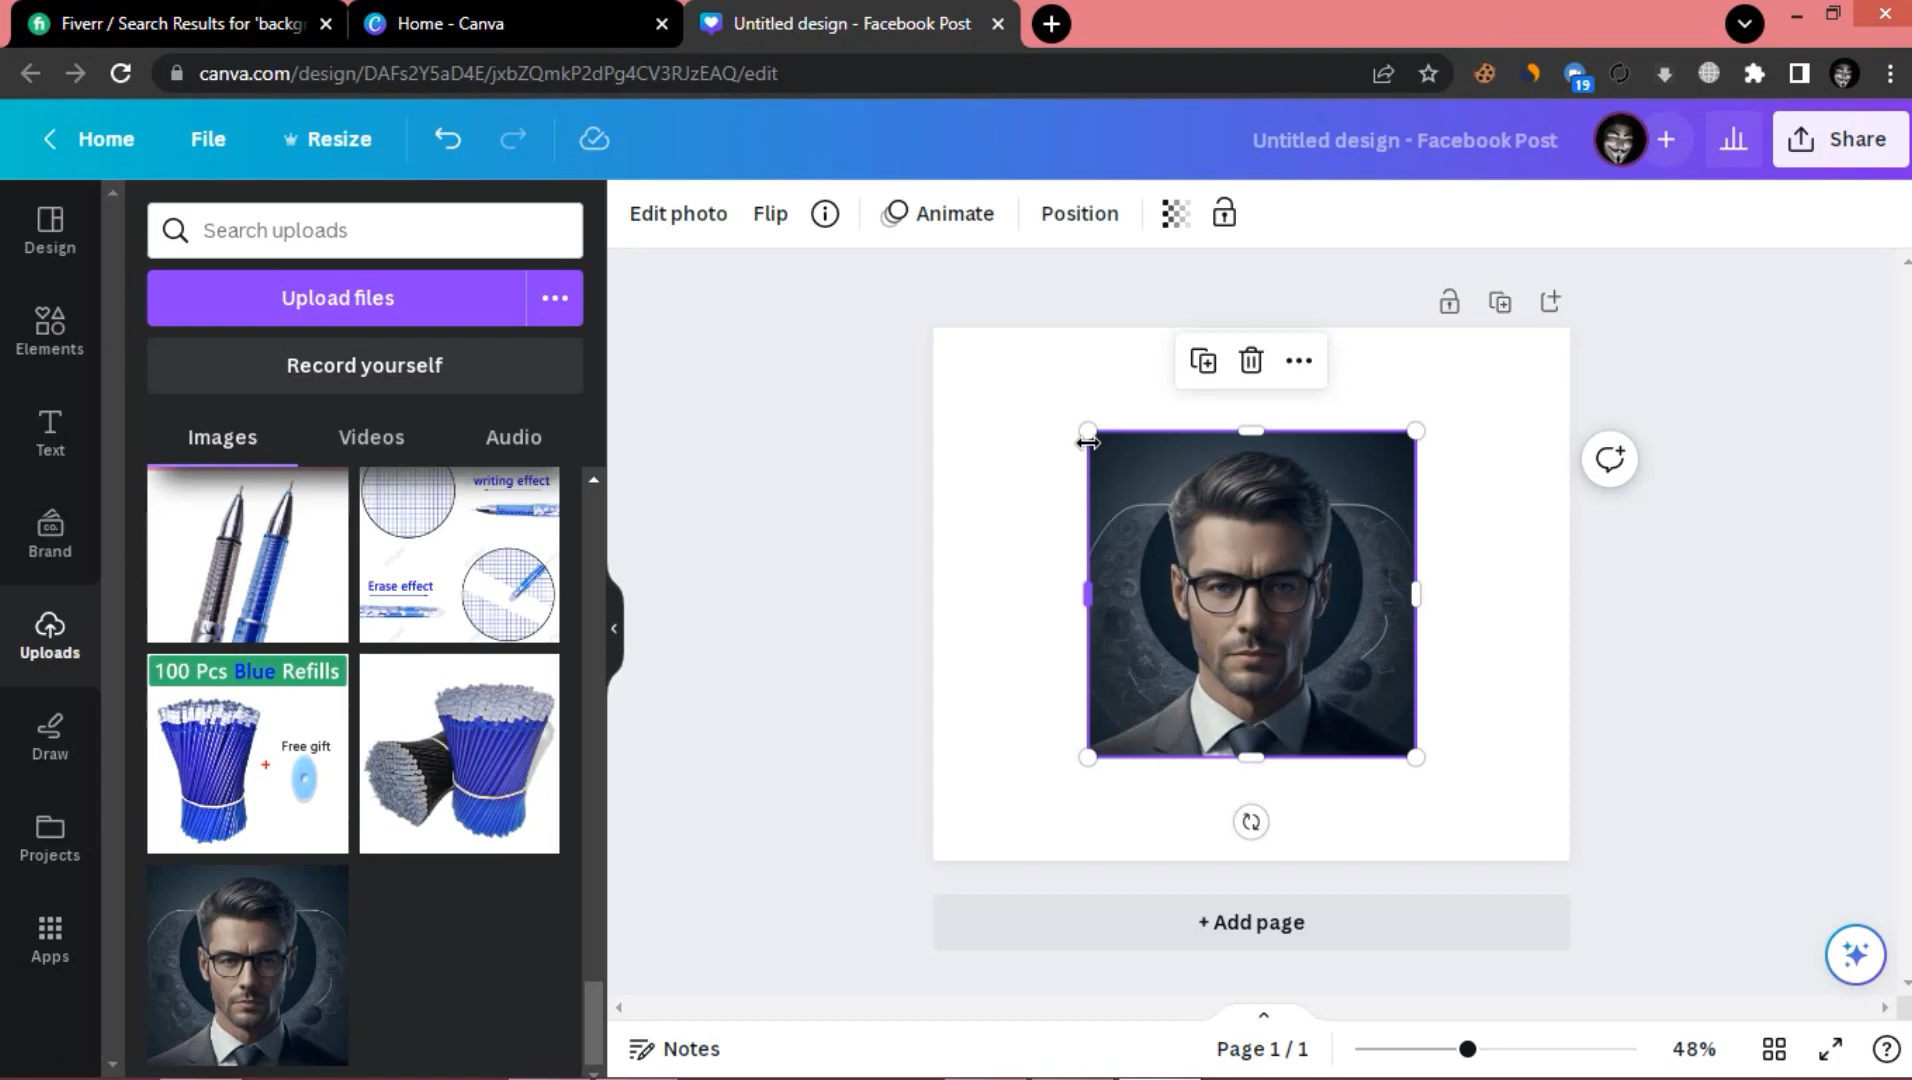 Fiverr / Search Results for 'backgr
Home - Canva
Untitled design - Facebook Post
canva.com/design/DAFs2Y5aD4E/jxbZQmkP2dPg4CV3RJzEAQ/edit
19
Home
File
Resize
Untitled design - Facebook Post
Share
Design
Elements
Text
Brand
Uploads
Draw
Projects
Apps
Search uploads
Upload files
Record yourself
Images
Videos
Audio
writing effect
Erase effect
100 Pcs Blue Refills
Free gift
Edit photo
Flip
Animate
Position
+ Add page
Notes
Page 1 / 1
48%